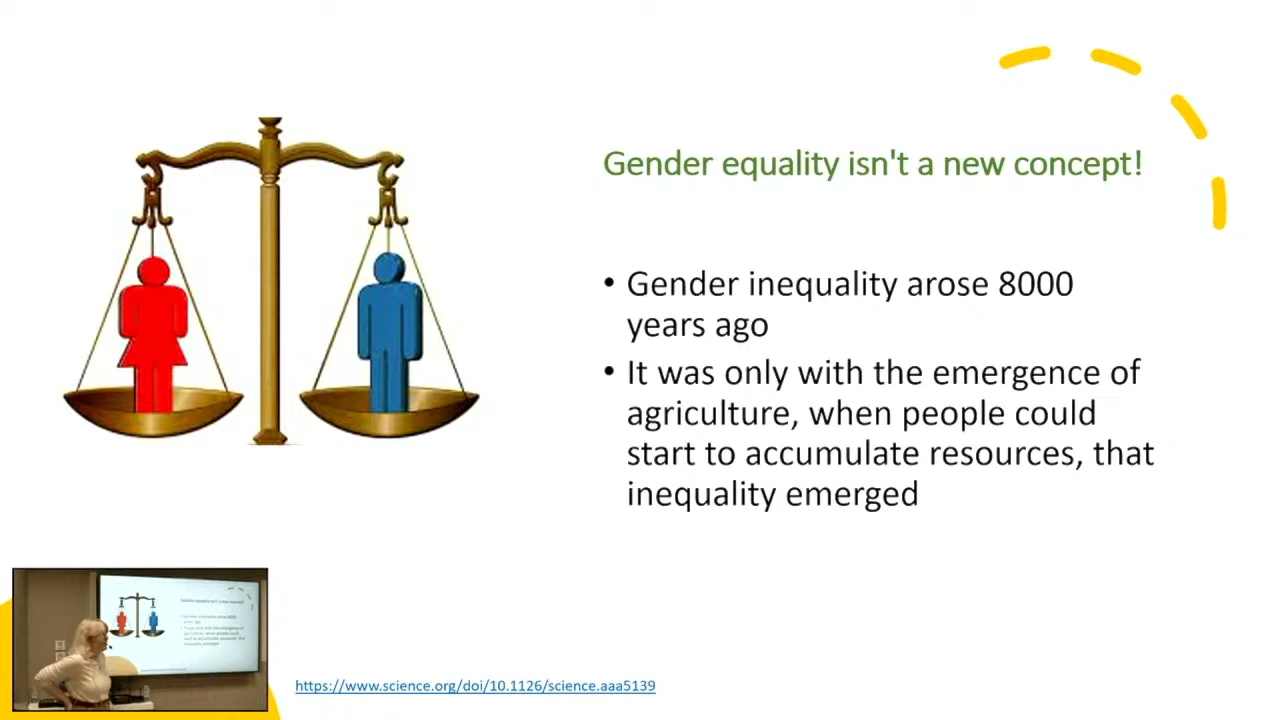 Gender equality isn't a new concept!
• Gender inequality arose 8000
years ago
• It was only with the emergence of
agriculture, when people could
start to accumulate resources, that
inequality emerged
https://www.science.org/doi/10.1126/science.aaa5139